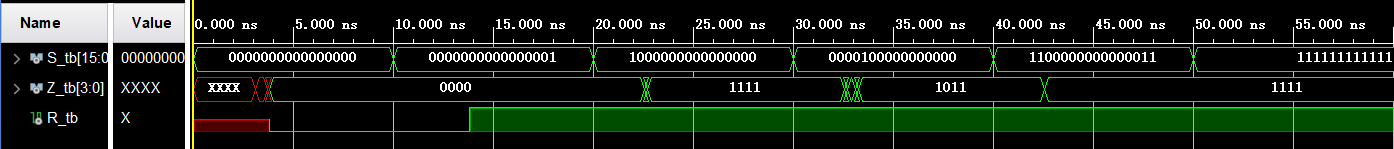 Name Value 0.000 ns 5.000 ns 10.000 ns 15.000 ns 20.000 ns 25.000 ns 30.000 ns 35.000 ns 40.000 ns 45.000 ns 50.000 ns 55.000 ns
S_tb[15:0 00000000 0000000000000000 0000000000000001 1000000000000000 0000100000000000 1100000000000011 111111111111
Z_tb[3:0] XXXX XXXX 0000 1111 1011 1111
R_tb X